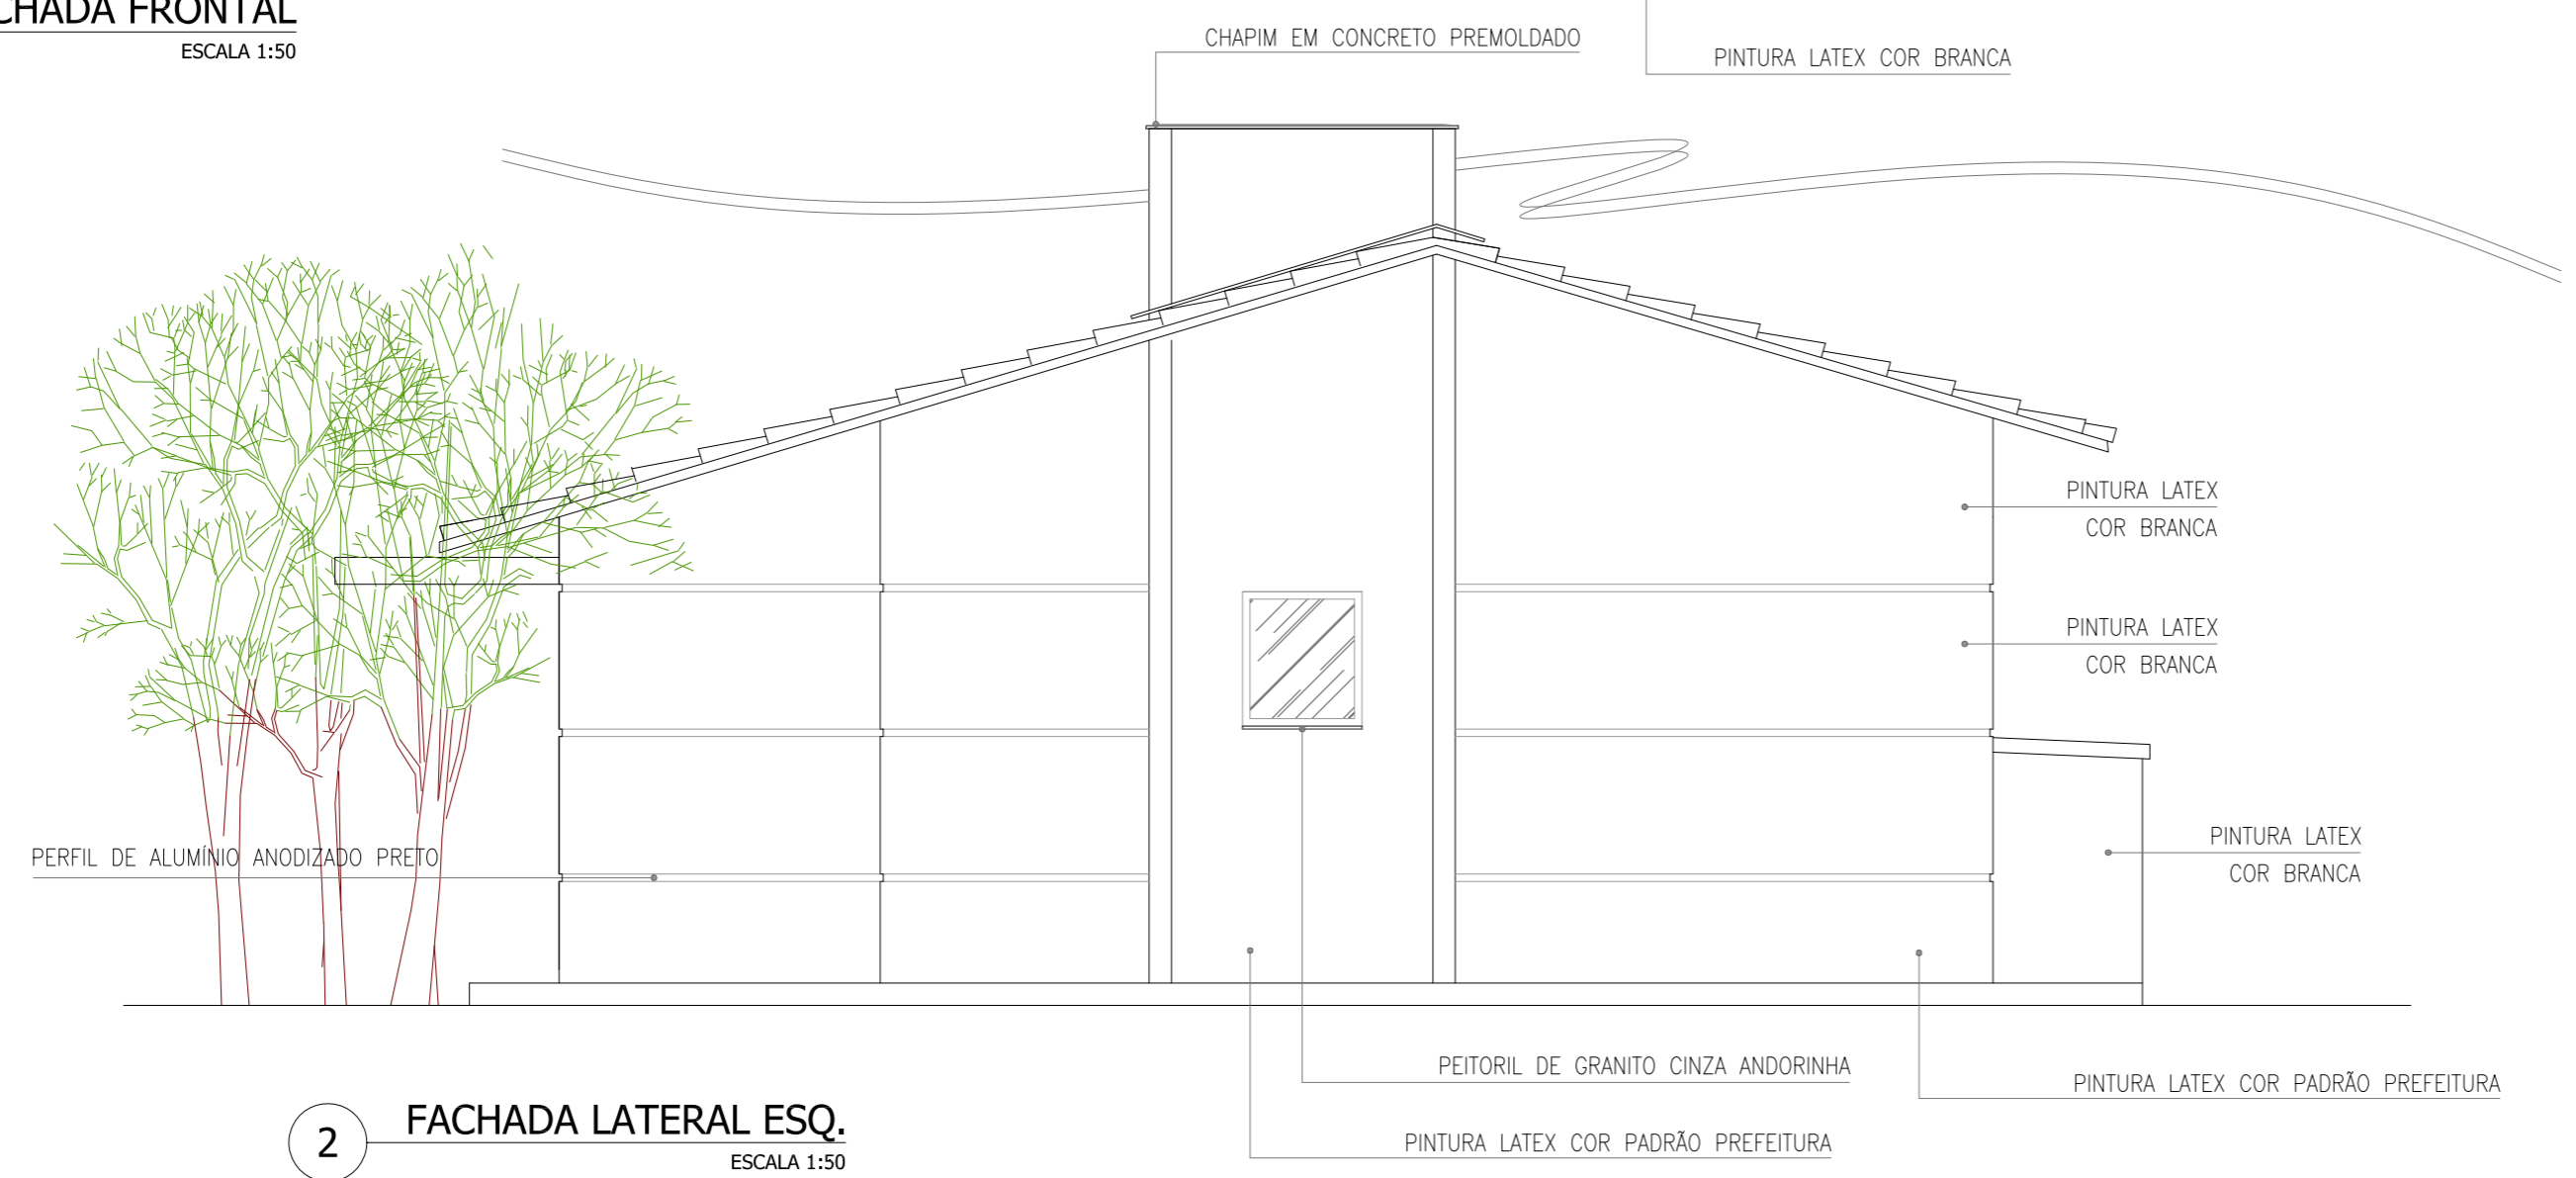 CHADA FRONTAL
ESCALA 1:50
CHAPIM EM CONCRETO PREMOLDADO
PINTURA LATEX COR BRANCA
PINTURA LATEX
COR BRANCA
PINTURA LATEX
COR BRANCA
PERFIL DE ALUMÍNIO ANODIZADO PRETO
PINTURA LATEX
COR BRANCA
PEITORIL DE GRANITO CINZA ANDORINHA
PINTURA LATEX COR PADRÃO PREFEITURA
2
FACHADA LATERAL ESQ.
ESCALA 1:50
PINTURA LATEX COR PADRÃO PREFEITURA